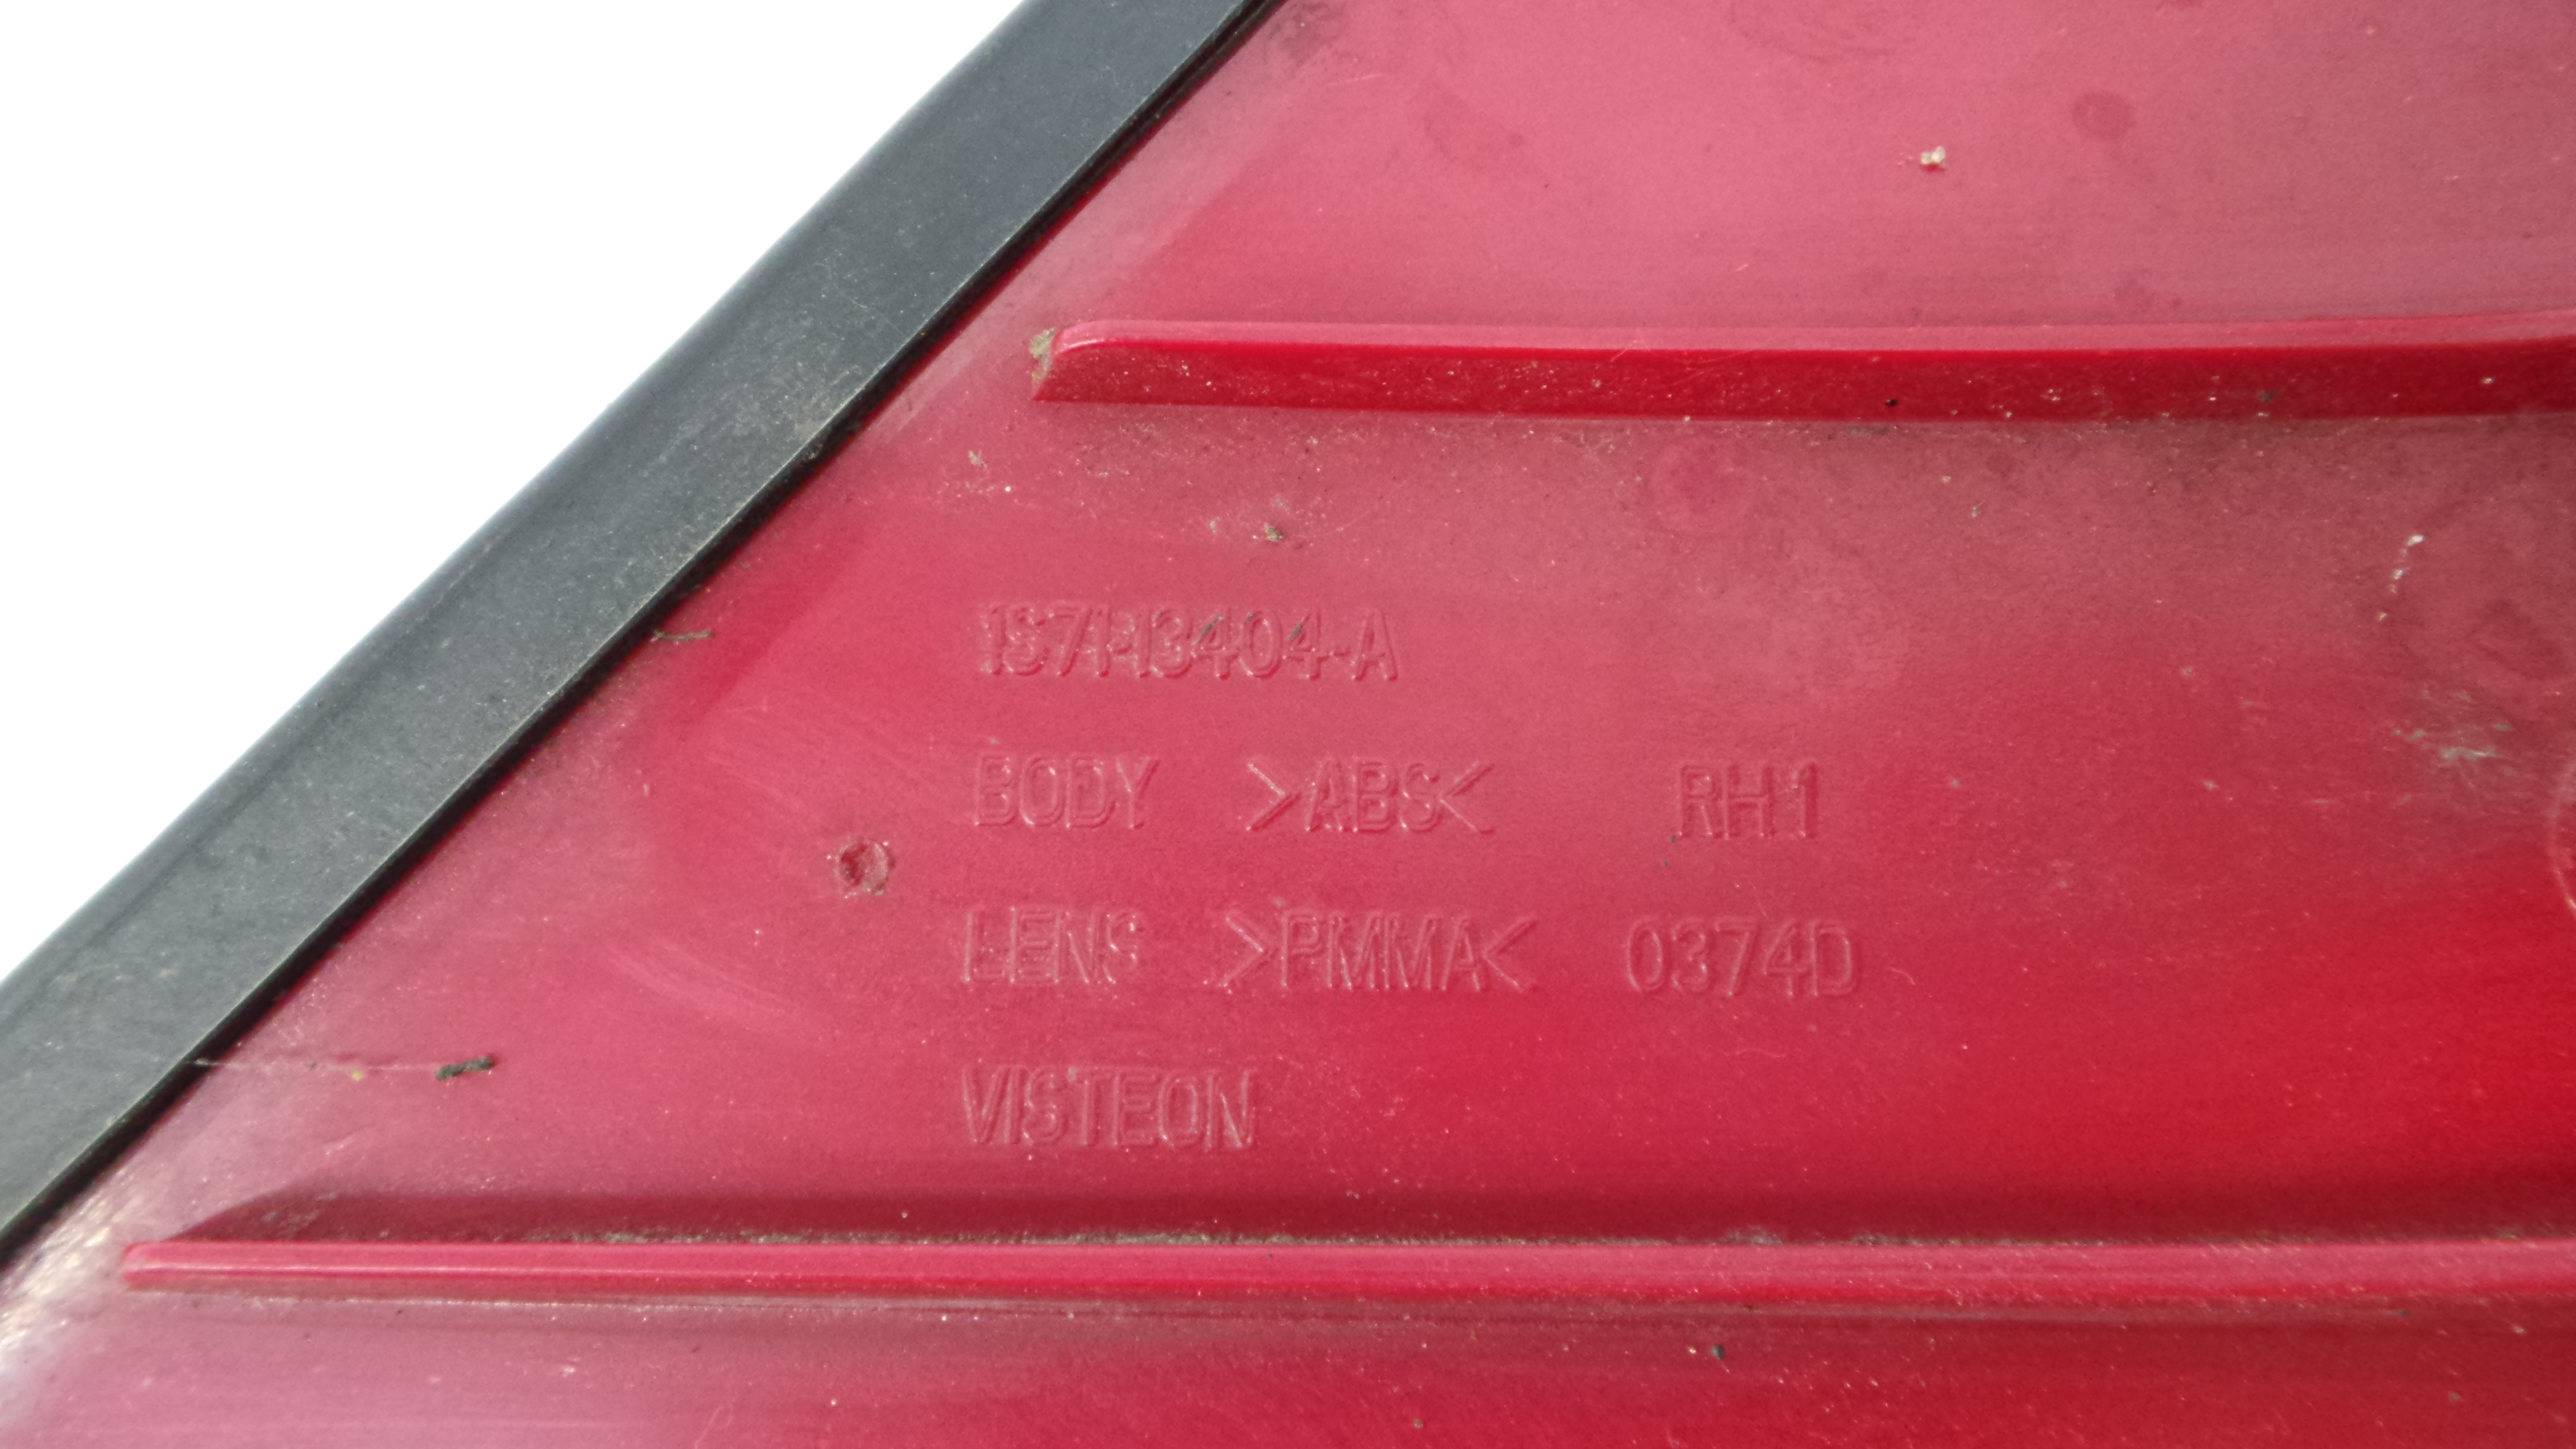 1S71-13404-A
BODY >ABS< RH1
LENS >PMMA< 0374D
VISTEON